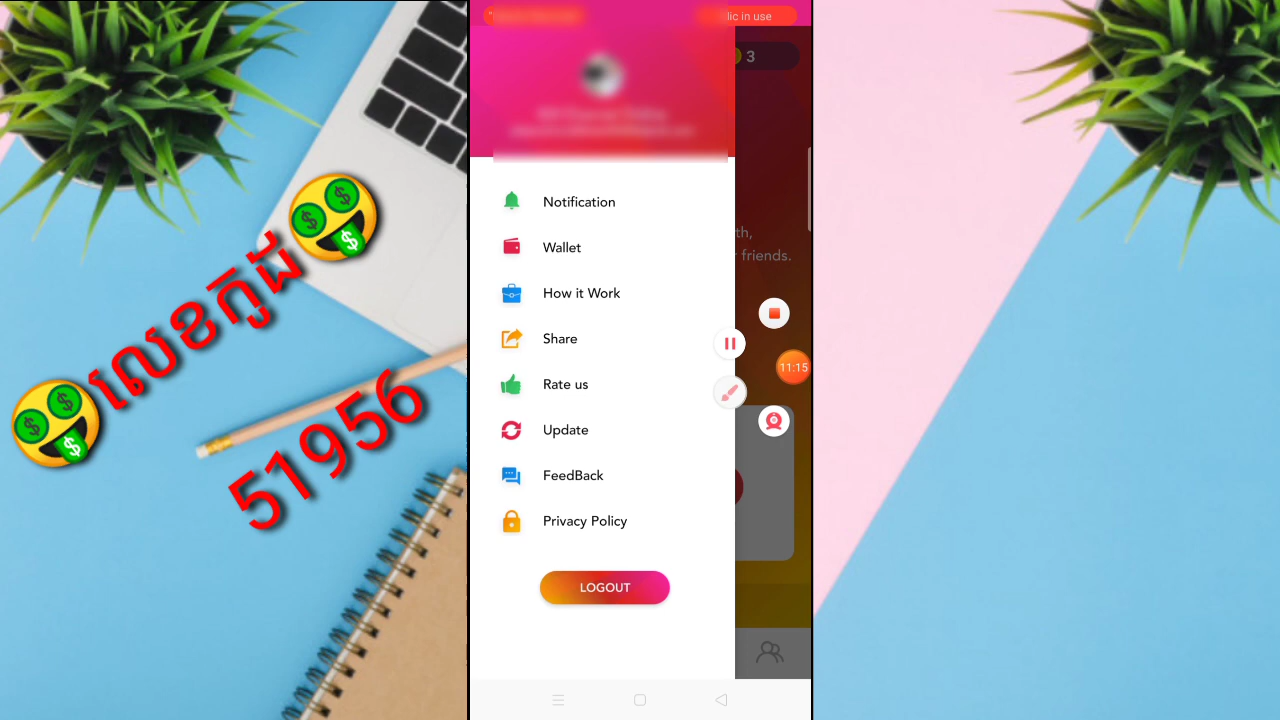 លេខកូដ
51956
lic in use
3
th,
r friends.
Notification
Wallet
How it Work
Share
Rate us
Update
FeedBack
Privacy Policy
LOGOUT
11:15